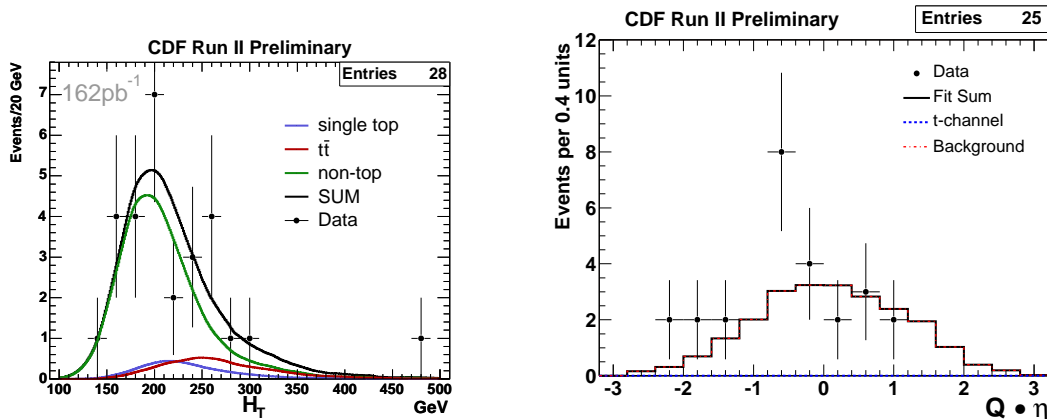 CDF Run II Preliminary
Entries 28
162pb-1
Events/20 GeV
7
6
5
4
3
2
1
0
single top
tt̄
non-top
SUM
Data
100 150 200 250 300 350 400 450 500
H_T
GeV
CDF Run II Preliminary
Entries 25
Events per 0.4 units
12
10
8
6
4
2
0
Data
Fit Sum
t-channel
Background
-3 -2 -1 0 1 2 3
Q • η